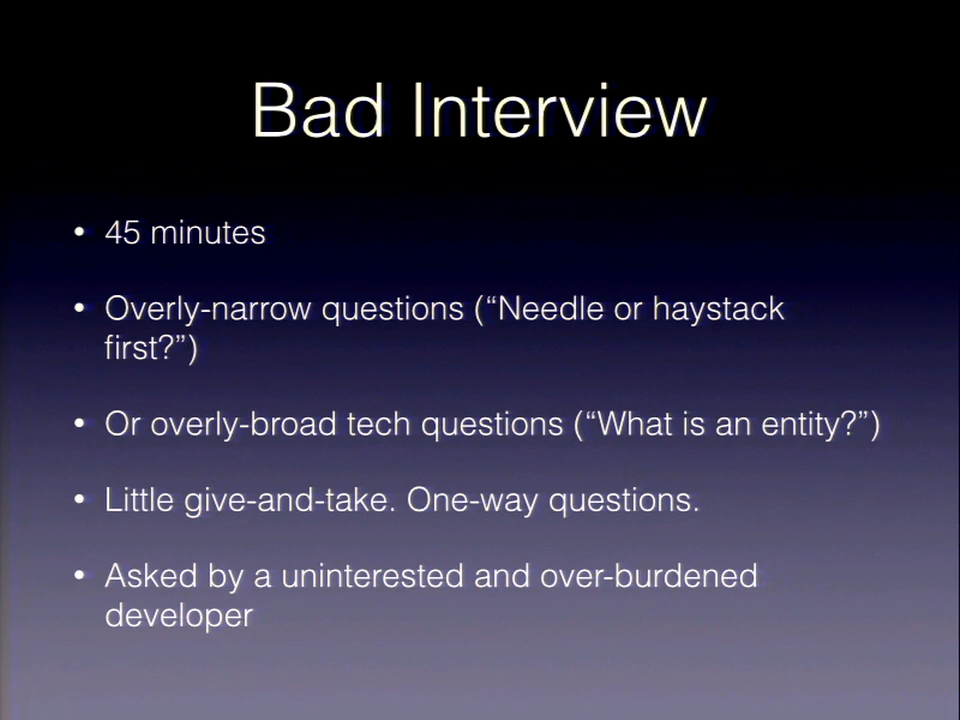 Bad Interview
• 45 minutes
• Overly-narrow questions (“Needle or haystack
first?”)
• Or overly-broad tech questions (“What is an entity?”)
• Little give-and-take. One-way questions.
• Asked by a uninterested and over-burdened
developer